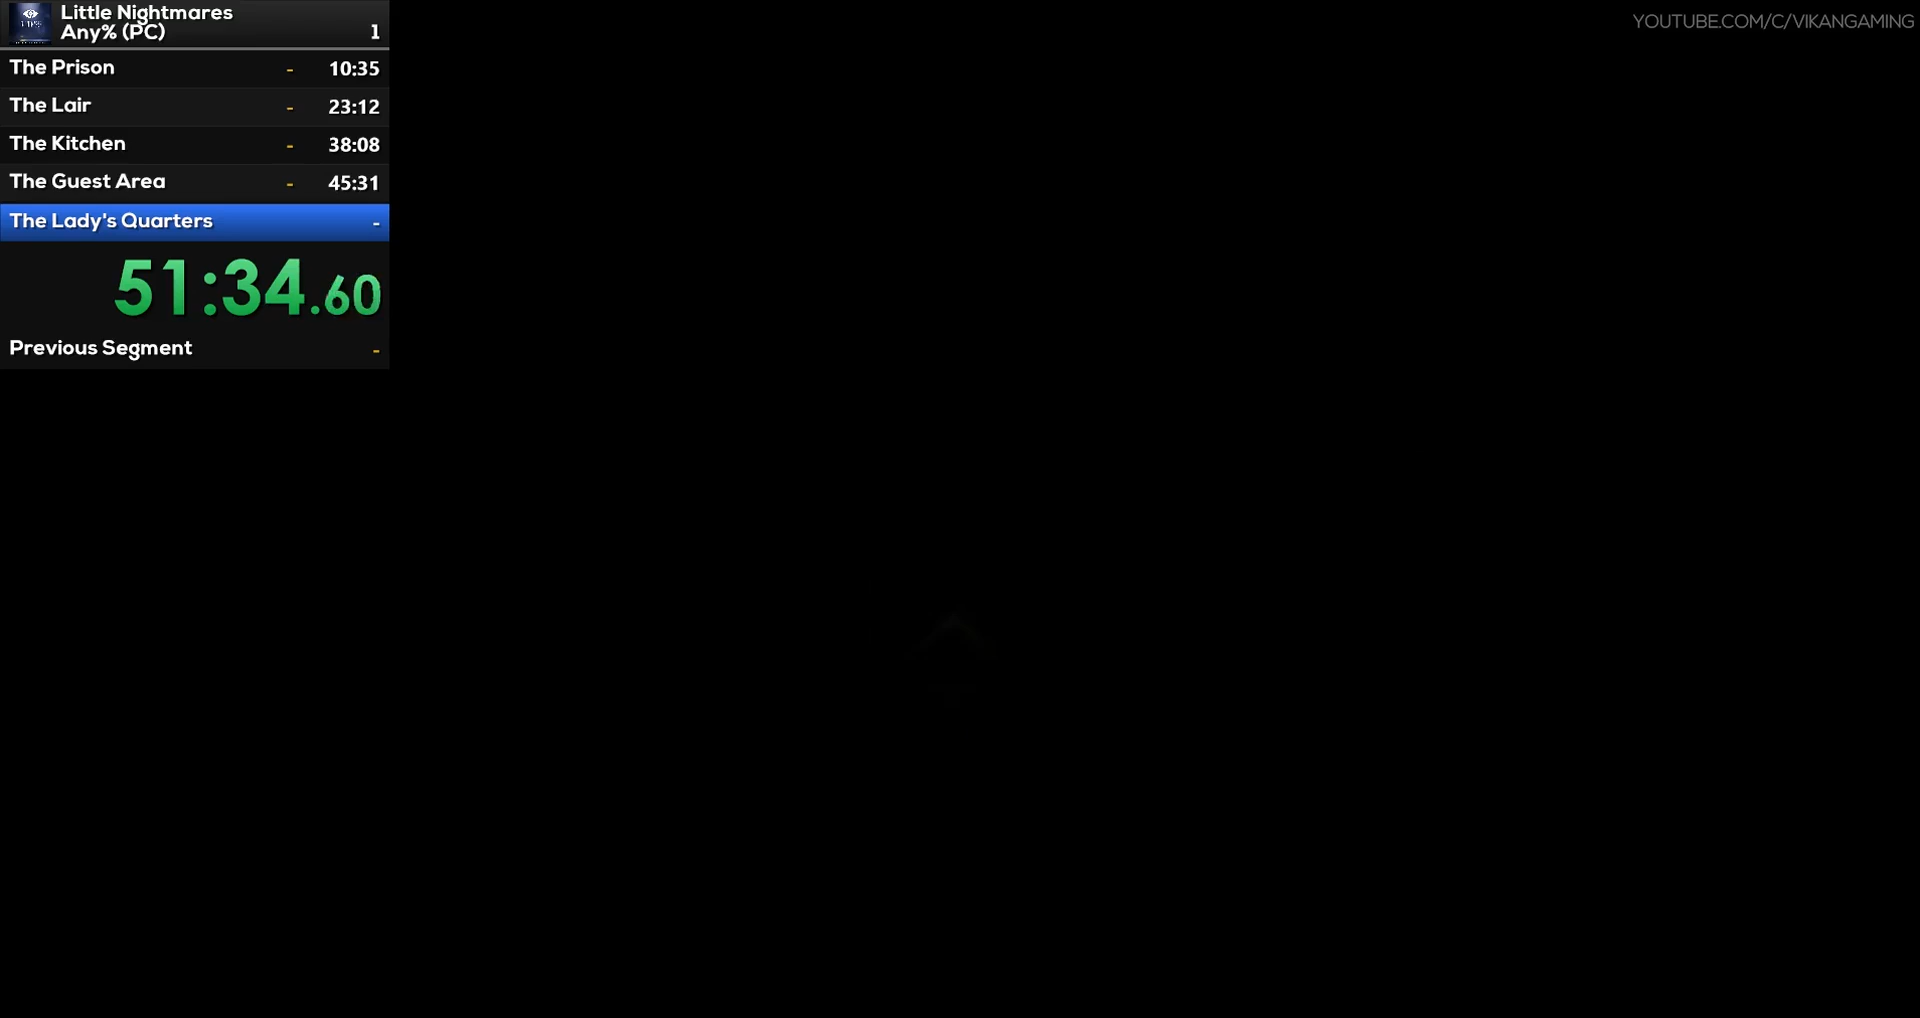 Little Nightmares
Any% (PC) 1
The Prison - 10:35
The Lair - 23:12
The Kitchen - 38:08
The Guest Area - 45:31
The Lady's Quarters -
51:34.60
Previous Segment -
YOUTUBE.COM/C/VIKANGAMING